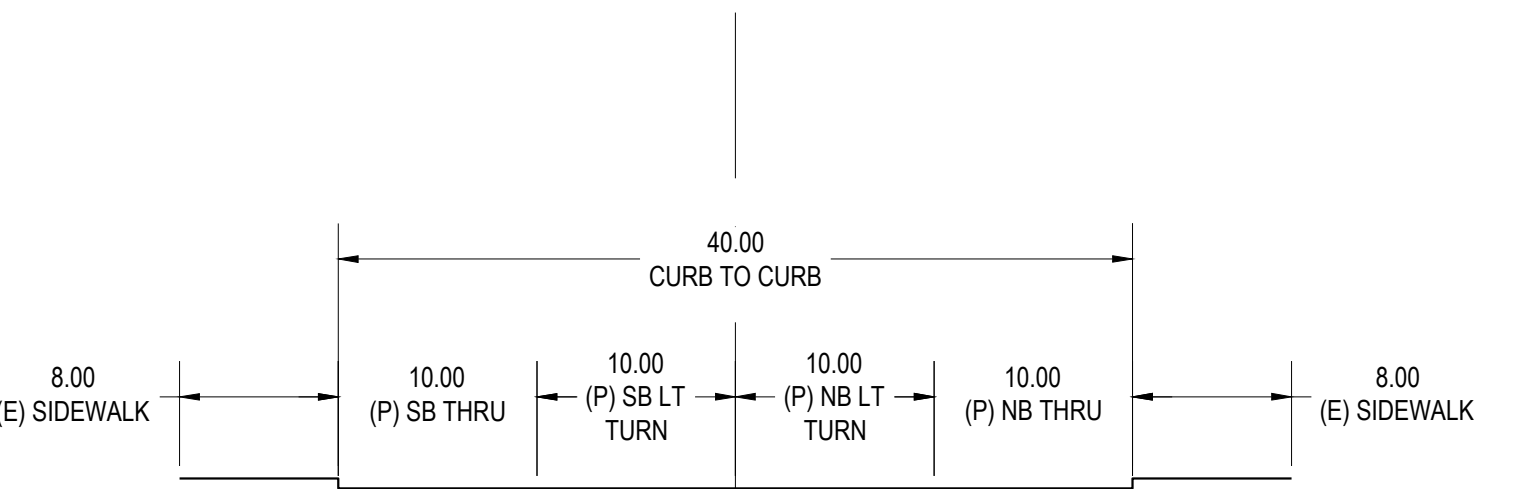 40.00
CURB TO CURB
8.00
(E) SIDEWALK
10.00
(P) SB THRU
10.00
(P) SB LT
TURN
10.00
(P) NB LT
TURN
10.00
(P) NB THRU
8.00
(E) SIDEWALK